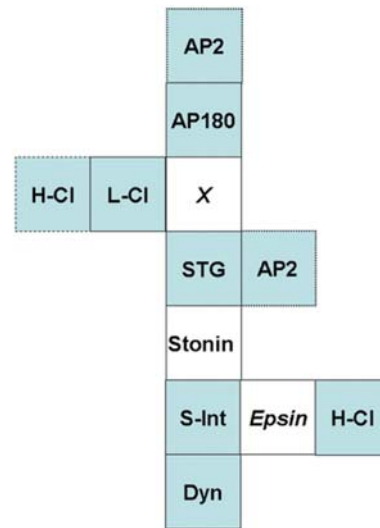 AP2
AP180
H-Cl L-Cl X
STG AP2
Stonin
S-Int Epsin H-Cl
Dyn